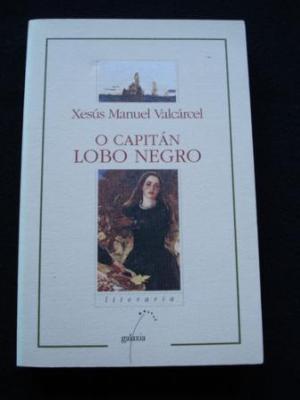 Xesús Manuel Valcárcel
O CAPITÁN
LOBO NEGRO
literaria
galaxia